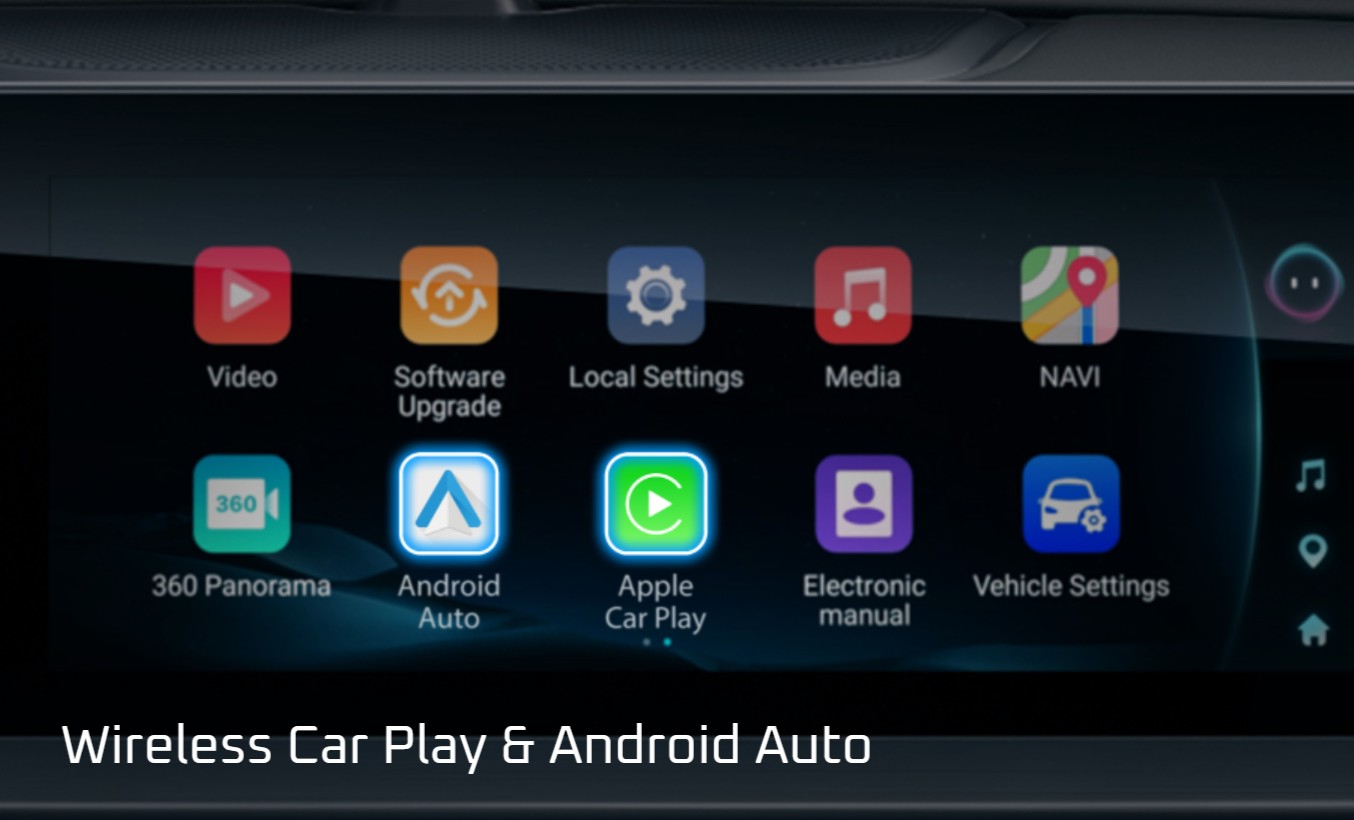 Video
Software
Upgrade
Local Settings
Media
NAVI
360
360 Panorama
Android
Auto
Apple
Car Play
Electronic
manual
Vehicle Settings
Wireless Car Play & Android Auto